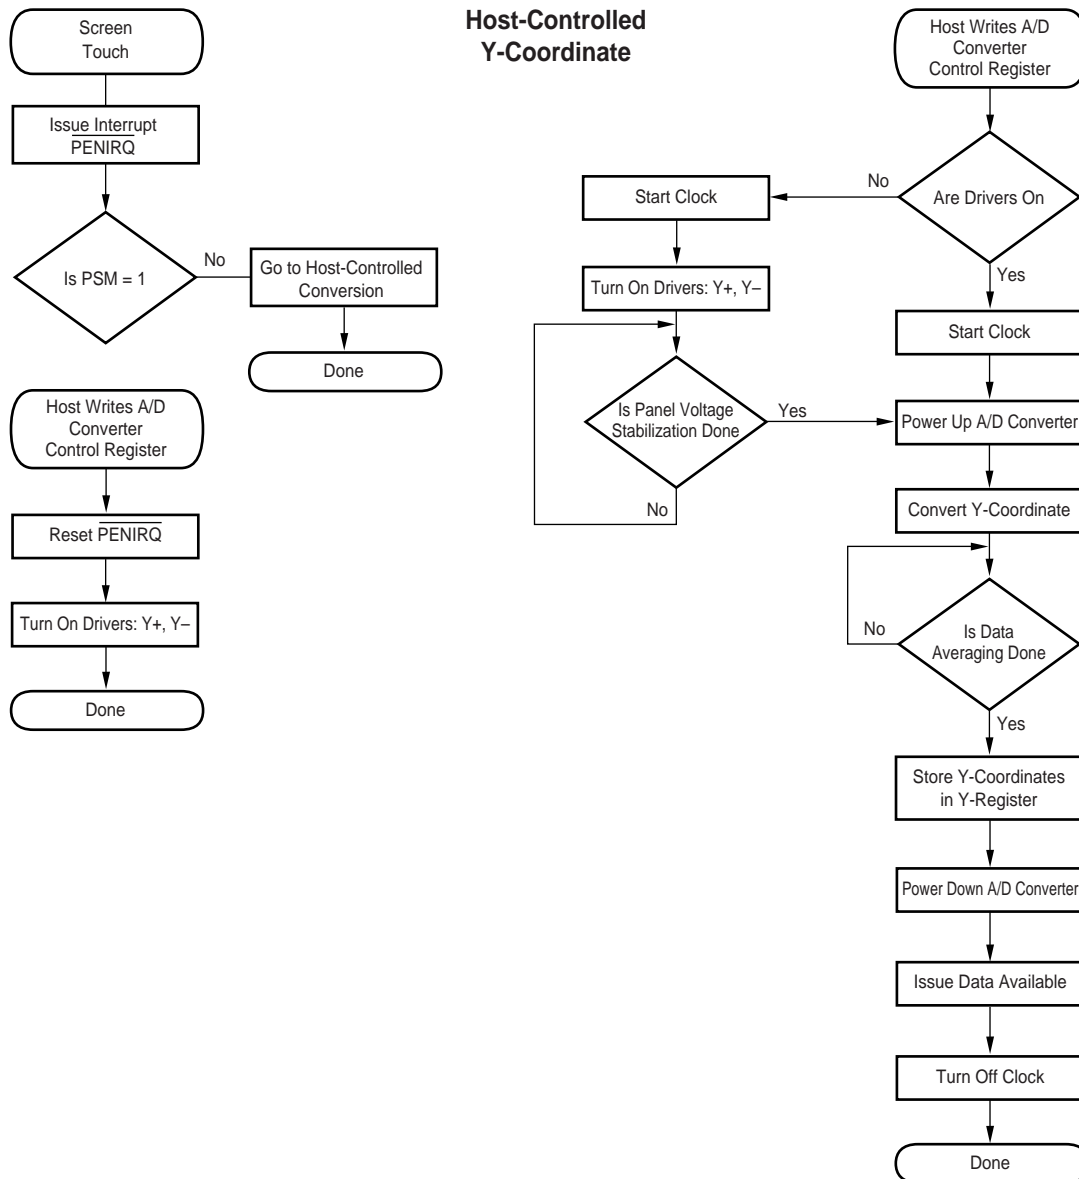 Host-Controlled
Y-Coordinate
Screen
Touch
Issue Interrupt
PENIRQ
Is PSM = 1
No
Go to Host-Controlled
Conversion
Done
Host Writes A/D
Converter
Control Register
Reset PENIRQ
Turn On Drivers: Y+, Y–
Done
Host Writes A/D
Converter
Control Register
Are Drivers On
No
Start Clock
Turn On Drivers: Y+, Y–
Is Panel Voltage
Stabilization Done
Yes
No
Yes
Start Clock
Power Up A/D Converter
Convert Y-Coordinate
Is Data
Averaging Done
No
Yes
Store Y-Coordinates
in Y-Register
Power Down A/D Converter
Issue Data Available
Turn Off Clock
Done